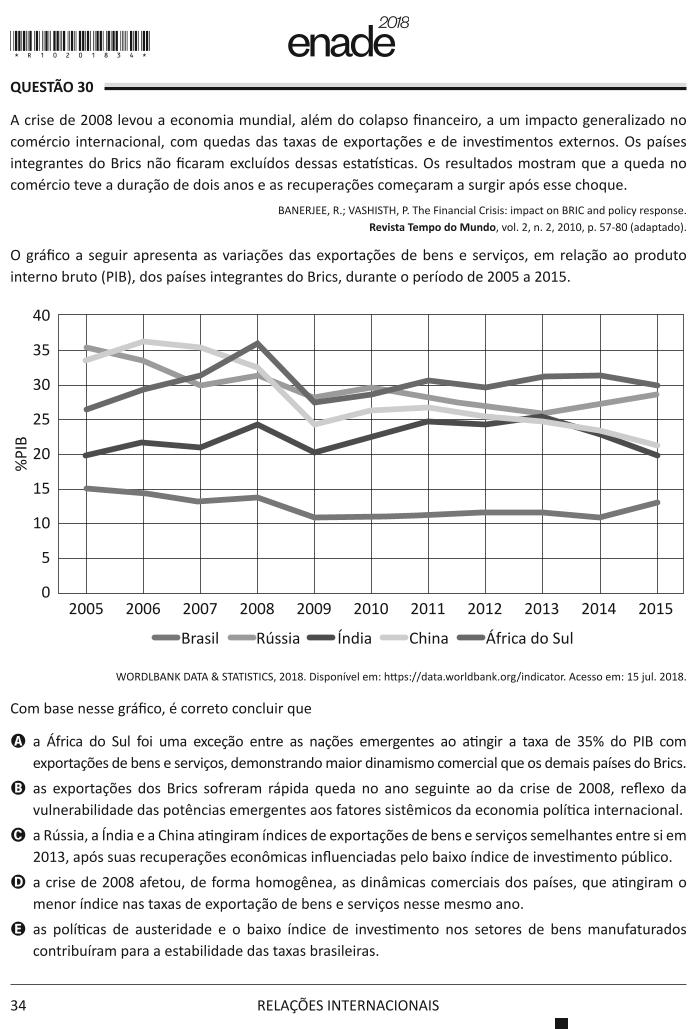 * R 1 0 2 0 1 8 3 4 *
enade 2018
QUESTÃO 30
A crise de 2008 levou a economia mundial, além do colapso financeiro, a um impacto generalizado no
comércio internacional, com quedas das taxas de exportações e de investimentos externos. Os países
integrantes do Brics não ficaram excluídos dessas estatísticas. Os resultados mostram que a queda no
comércio teve a duração de dois anos e as recuperações começaram a surgir após esse choque.
BANERJEE, R.; VASHISTH, P. The Financial Crisis: impact on BRIC and policy response.
Revista Tempo do Mundo, vol. 2, n. 2, 2010, p. 57-80 (adaptado).
O gráfico a seguir apresenta as variações das exportações de bens e serviços, em relação ao produto
interno bruto (PIB), dos países integrantes do Brics, durante o período de 2005 a 2015.
40
35
30
25
20
15
10
5
0
%PIB
2005 2006 2007 2008 2009 2010 2011 2012 2013 2014 2015
Brasil Rússia Índia China África do Sul
WORDLBANK DATA & STATISTICS, 2018. Disponível em: https://data.worldbank.org/indicator. Acesso em: 15 jul. 2018.
Com base nesse gráfico, é correto concluir que
A a África do Sul foi uma exceção entre as nações emergentes ao atingir a taxa de 35% do PIB com
exportações de bens e serviços, demonstrando maior dinamismo comercial que os demais países do Brics.
B as exportações dos Brics sofreram rápida queda no ano seguinte ao da crise de 2008, reflexo da
vulnerabilidade das potências emergentes aos fatores sistêmicos da economia política internacional.
C a Rússia, a Índia e a China atingiram índices de exportações de bens e serviços semelhantes entre si em
2013, após suas recuperações econômicas influenciadas pelo baixo índice de investimento público.
D a crise de 2008 afetou, de forma homogênea, as dinâmicas comerciais dos países, que atingiram o
menor índice nas taxas de exportação de bens e serviços nesse mesmo ano.
E as políticas de austeridade e o baixo índice de investimento nos setores de bens manufaturados
contribuíram para a estabilidade das taxas brasileiras.
34
RELAÇÕES INTERNACIONAIS